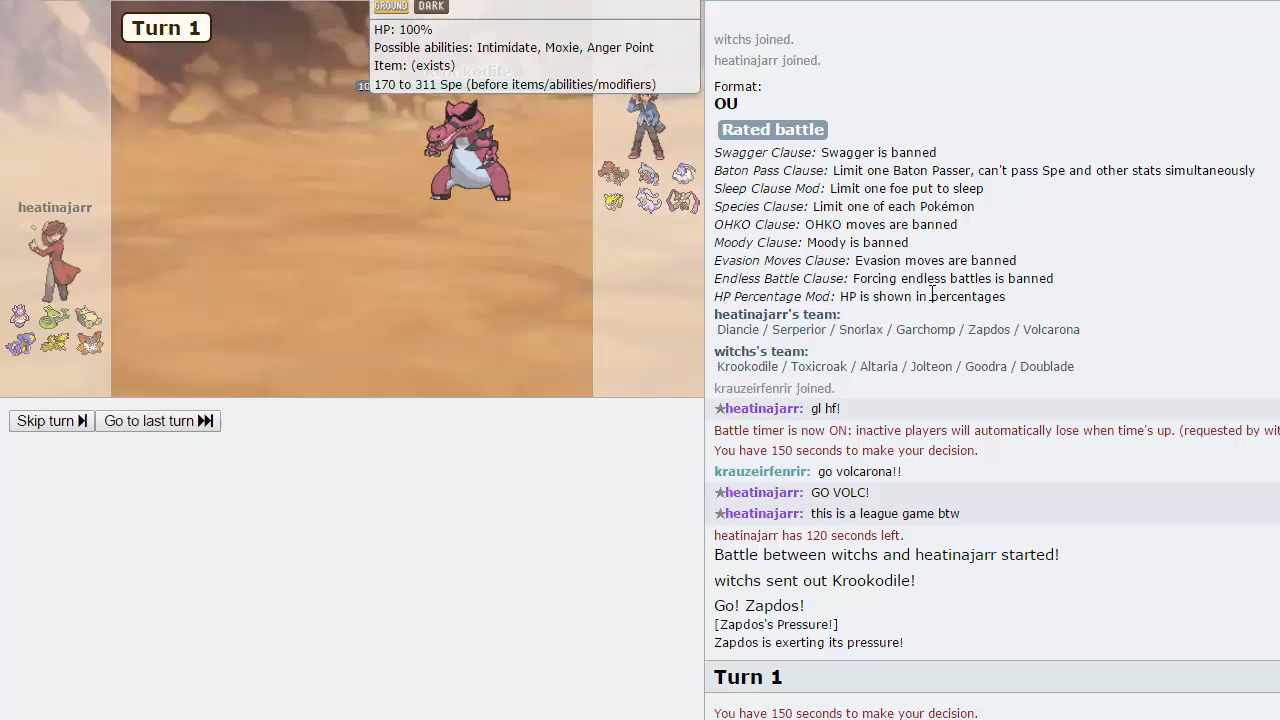 Turn 1
GROUND DARK
HP: 100%
Possible abilities: Intimidate, Moxie, Anger Point
Item: (exists)
170 to 311 Spe (before items/abilities/modifiers)
heatinajarr
Skip turn
Go to last turn
witchs joined.
heatinajarr joined.
Format:
OU
Rated battle
Swagger Clause: Swagger is banned
Baton Pass Clause: Limit one Baton Passer, can't pass Spe and other stats simultaneously
Sleep Clause Mod: Limit one foe put to sleep
Species Clause: Limit one of each Pokémon
OHKO Clause: OHKO moves are banned
Moody Clause: Moody is banned
Evasion Moves Clause: Evasion moves are banned
Endless Battle Clause: Forcing endless battles is banned
HP Percentage Mod: HP is shown in percentages
heatinajarr's team:
Diancie / Serperior / Snorlax / Garchomp / Zapdos / Volcarona
witchs's team:
Krookodile / Toxicroak / Altaria / Jolteon / Goodra / Doublade
krauzeirfenrir joined.
★heatinajarr: gl hf!
Battle timer is now ON: inactive players will automatically lose when time's up. (requested by wit
You have 150 seconds to make your decision.
krauzeirfenrir: go volcarona!!
★heatinajarr: GO VOLC!
★heatinajarr: this is a league game btw
heatinajarr has 120 seconds left.
Battle between witchs and heatinajarr started!
witchs sent out Krookodile!
Go! Zapdos!
[Zapdos's Pressure!]
Zapdos is exerting its pressure!
Turn 1
You have 150 seconds to make your decision.